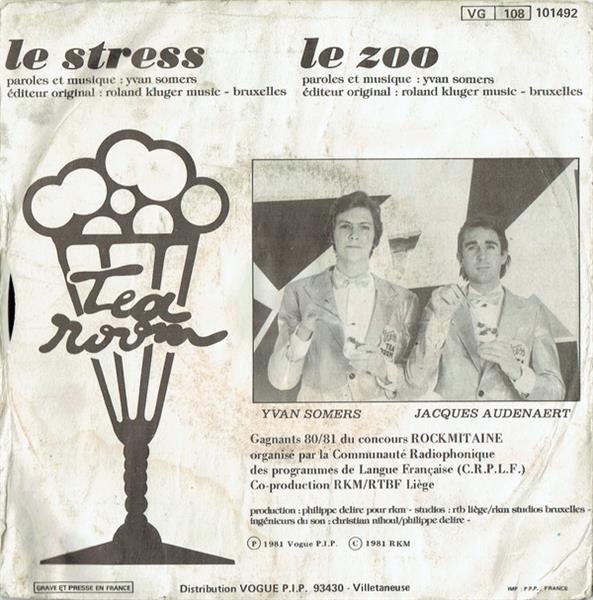 VG 108 101492
le stress
paroles et musique : yvan somers
éditeur original : roland kluger music - bruxelles
le zoo
paroles et musique : yvan somers
éditeur original : roland kluger music - bruxelles
Tea
room
YVAN SOMERS
JACQUES AUDENAERT
Gagnants 80/81 du concours ROCKMITAINE
organisé par la Communauté Radiophonique
des programmes de Langue Française (C.R.P.L.F.)
Co-production RKM/RTBF Liège
production : philippe delire pour rkm - studios : rtb liège/rkm studios bruxelles -
ingénieurs du son : christian nihoul/philippe delire -
P 1981 Vogue P.I.P. C 1981 RKM
GRAVE ET PRESSE EN FRANCE
Distribution VOGUE P.I.P. 93430 - Villetaneuse
IMP : P.P.P. FRANCE